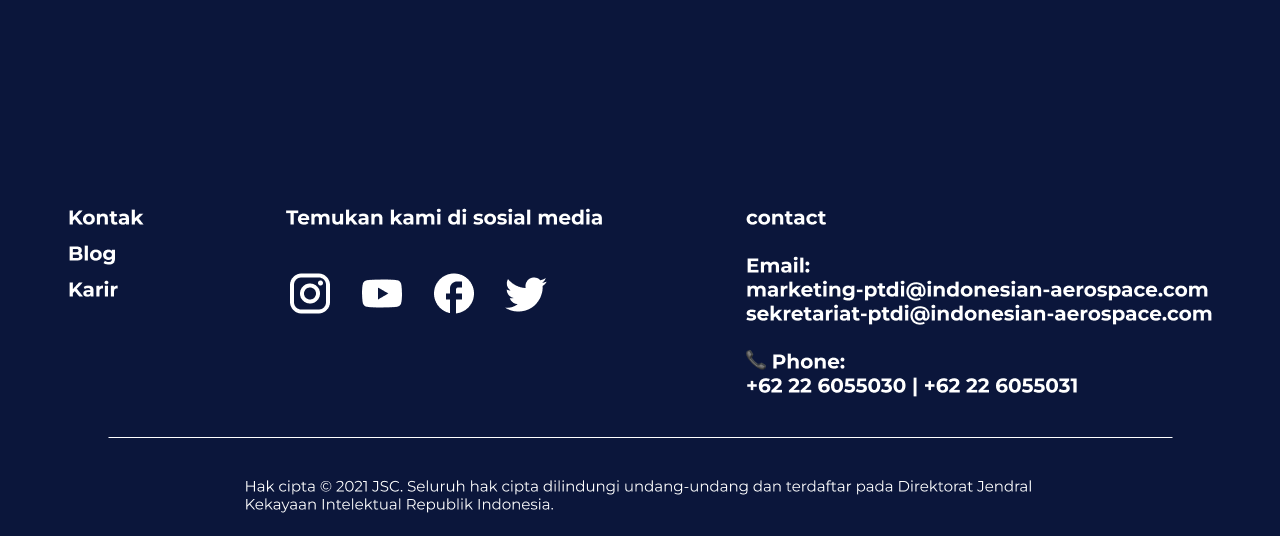 Kontak
Blog
Karir
Temukan kami di sosial media
contact
Email:
marketing-ptdi@indonesian-aerospace.com
sekretariat-ptdi@indonesian-aerospace.com
📞 Phone:
+62 22 6055030 | +62 22 6055031
Hak cipta © 2021 JSC. Seluruh hak cipta dilindungi undang-undang dan terdaftar pada Direktorat Jendral
Kekayaan Intelektual Republik Indonesia.